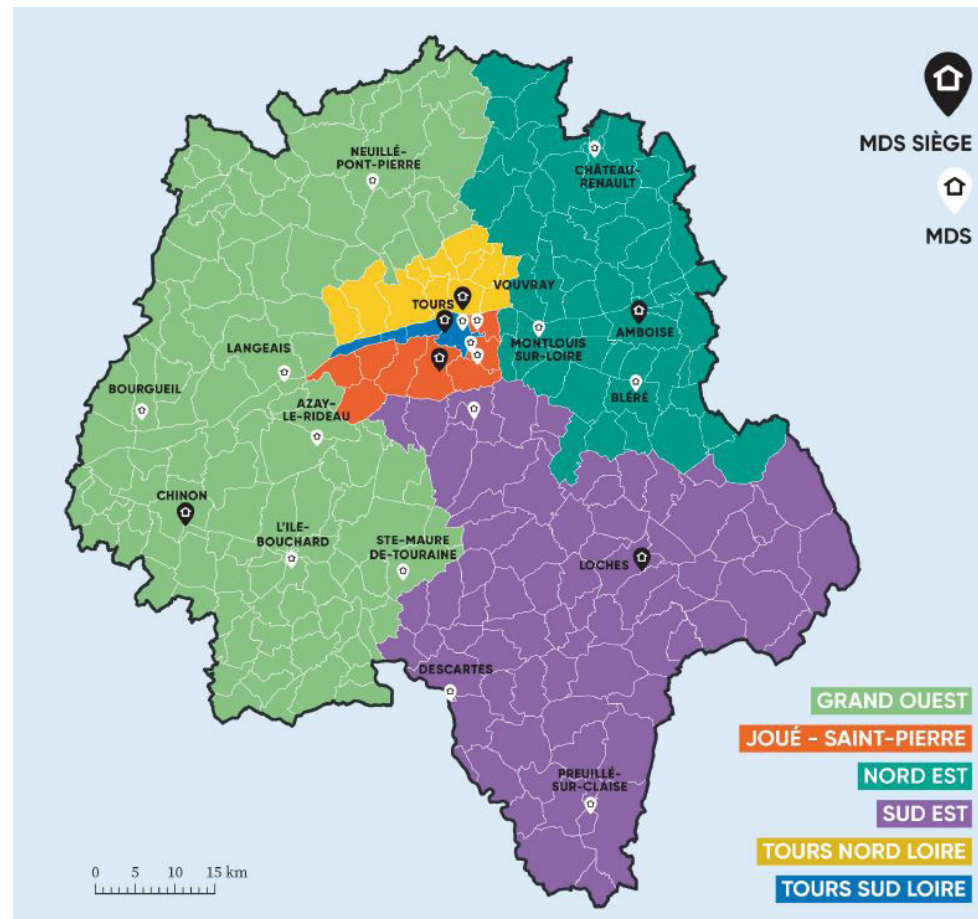 MDS SIÈGE
MDS
NEUILLÉ-
PONT-PIERRE
CHÂTEAU-
RENAULT
VOUVRAY
TOURS
AMBOISE
MONTLOUIS
SUR-LOIRE
LANGEAIS
BOURGUEIL
BLÉRÉ
AZAY-
LE-RIDEAU
CHINON
L'ILE-
BOUCHARD
STE-MAURE
DE-TOURAINE
LOCHES
DESCARTES
PREUILLÉ-
SUR-CLAISE
GRAND OUEST
JOUÉ - SAINT-PIERRE
NORD EST
SUD EST
TOURS NORD LOIRE
TOURS SUD LOIRE
0 5 10 15 km